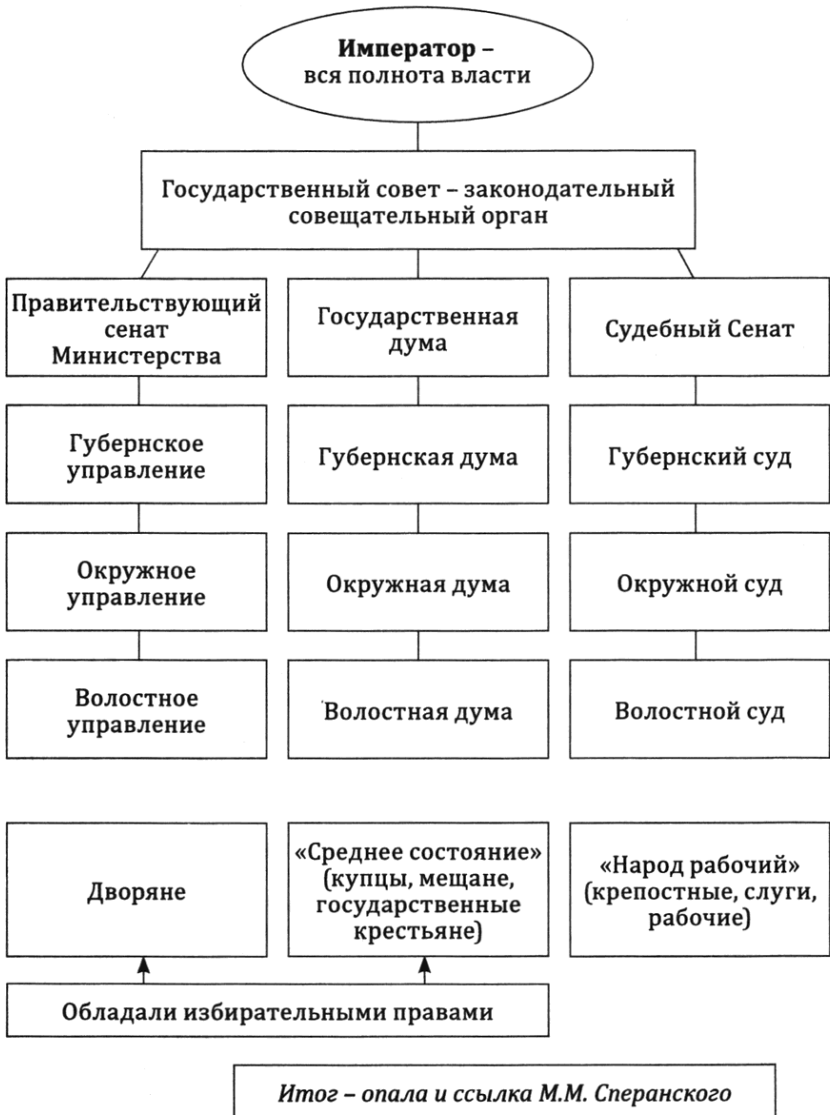 Император –
вся полнота власти
Государственный совет – законодательный
совещательный орган
Правительствующий
сенат
Министерства
Государственная
дума
Судебный Сенат
Губернское
управление
Губернская дума
Губернский суд
Окружное
управление
Окружная дума
Окружной суд
Волостное
управление
Волостная дума
Волостной суд
Дворяне
«Среднее состояние»
(купцы, мещане,
государственные
крестьяне)
«Народ рабочий»
(крепостные, слуги,
рабочие)
Обладали избирательными правами
Итог – опала и ссылка М.М. Сперанского